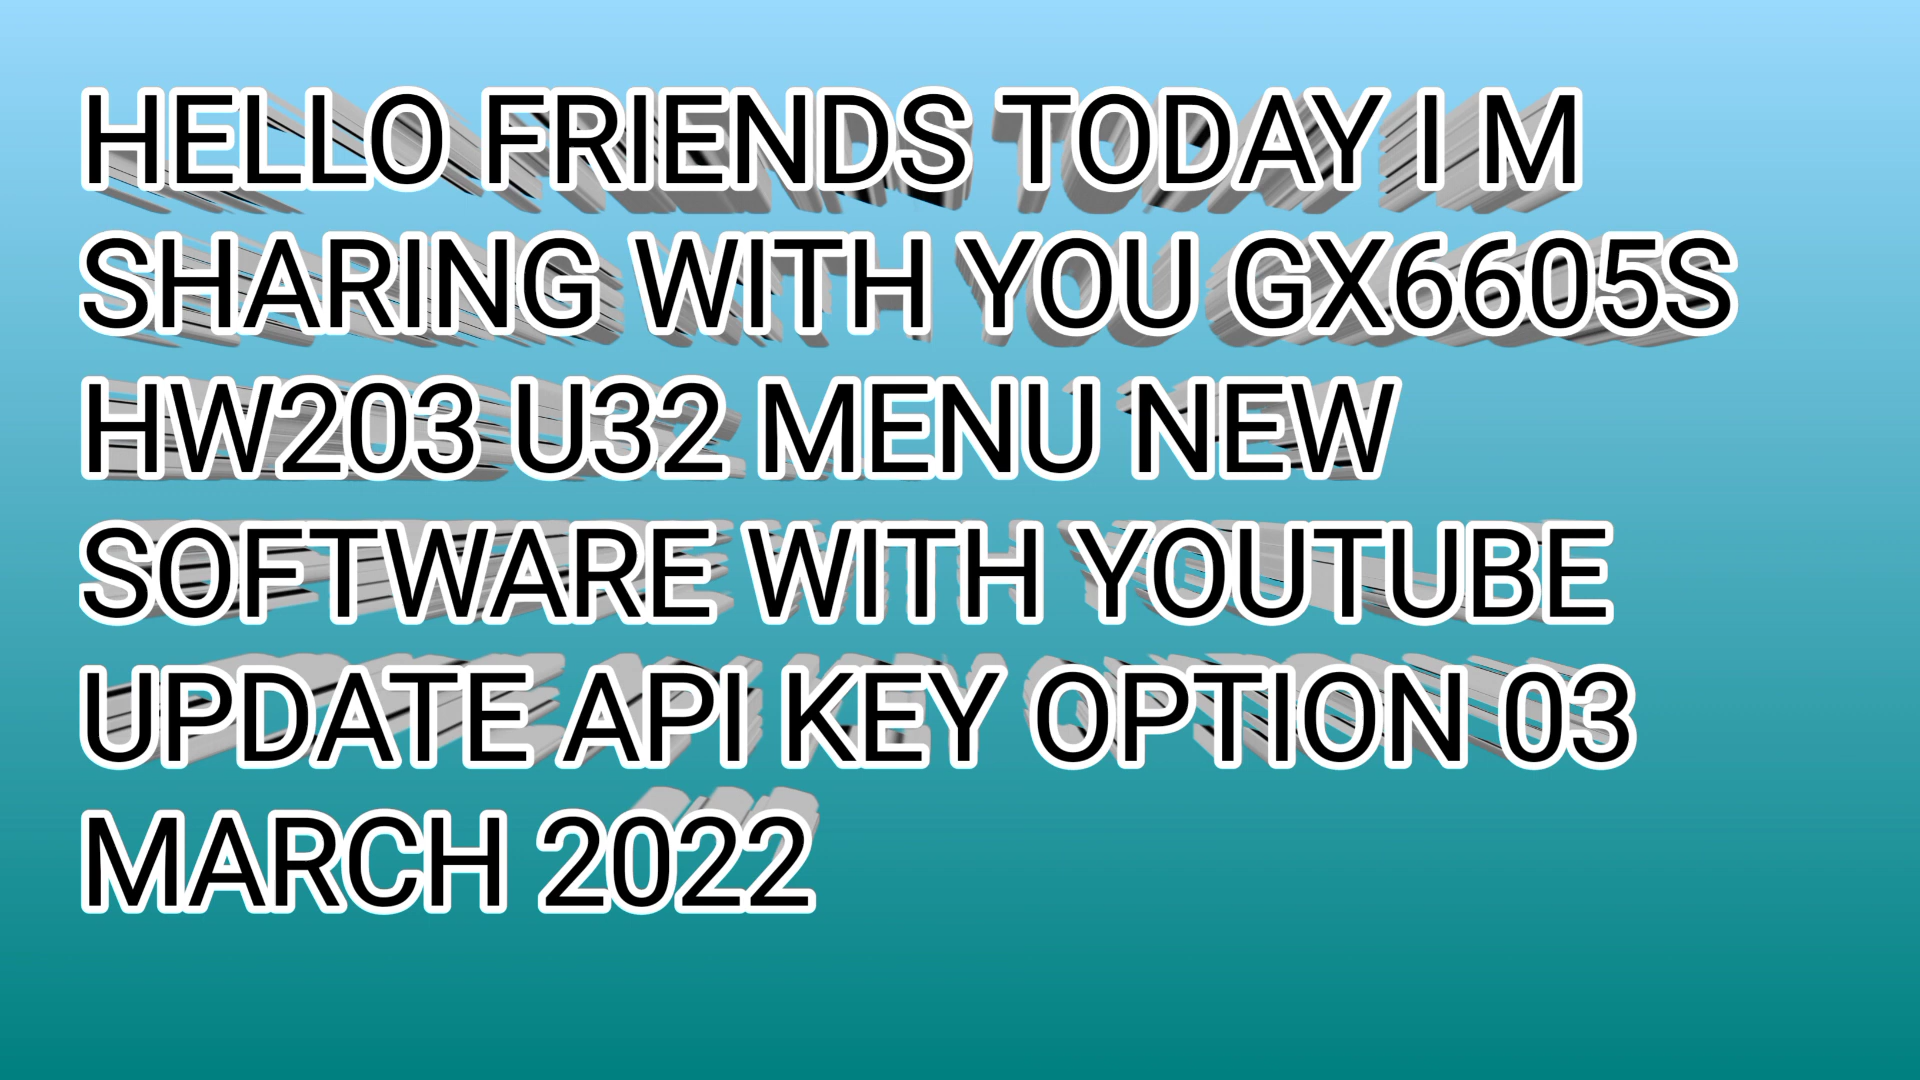 HELLO FRIENDS TODAY I M
SHARING WITH YOU GX6605S
HW203 U32 MENU NEW
SOFTWARE WITH YOUTUBE
UPDATE API KEY OPTION 03
MARCH 2022